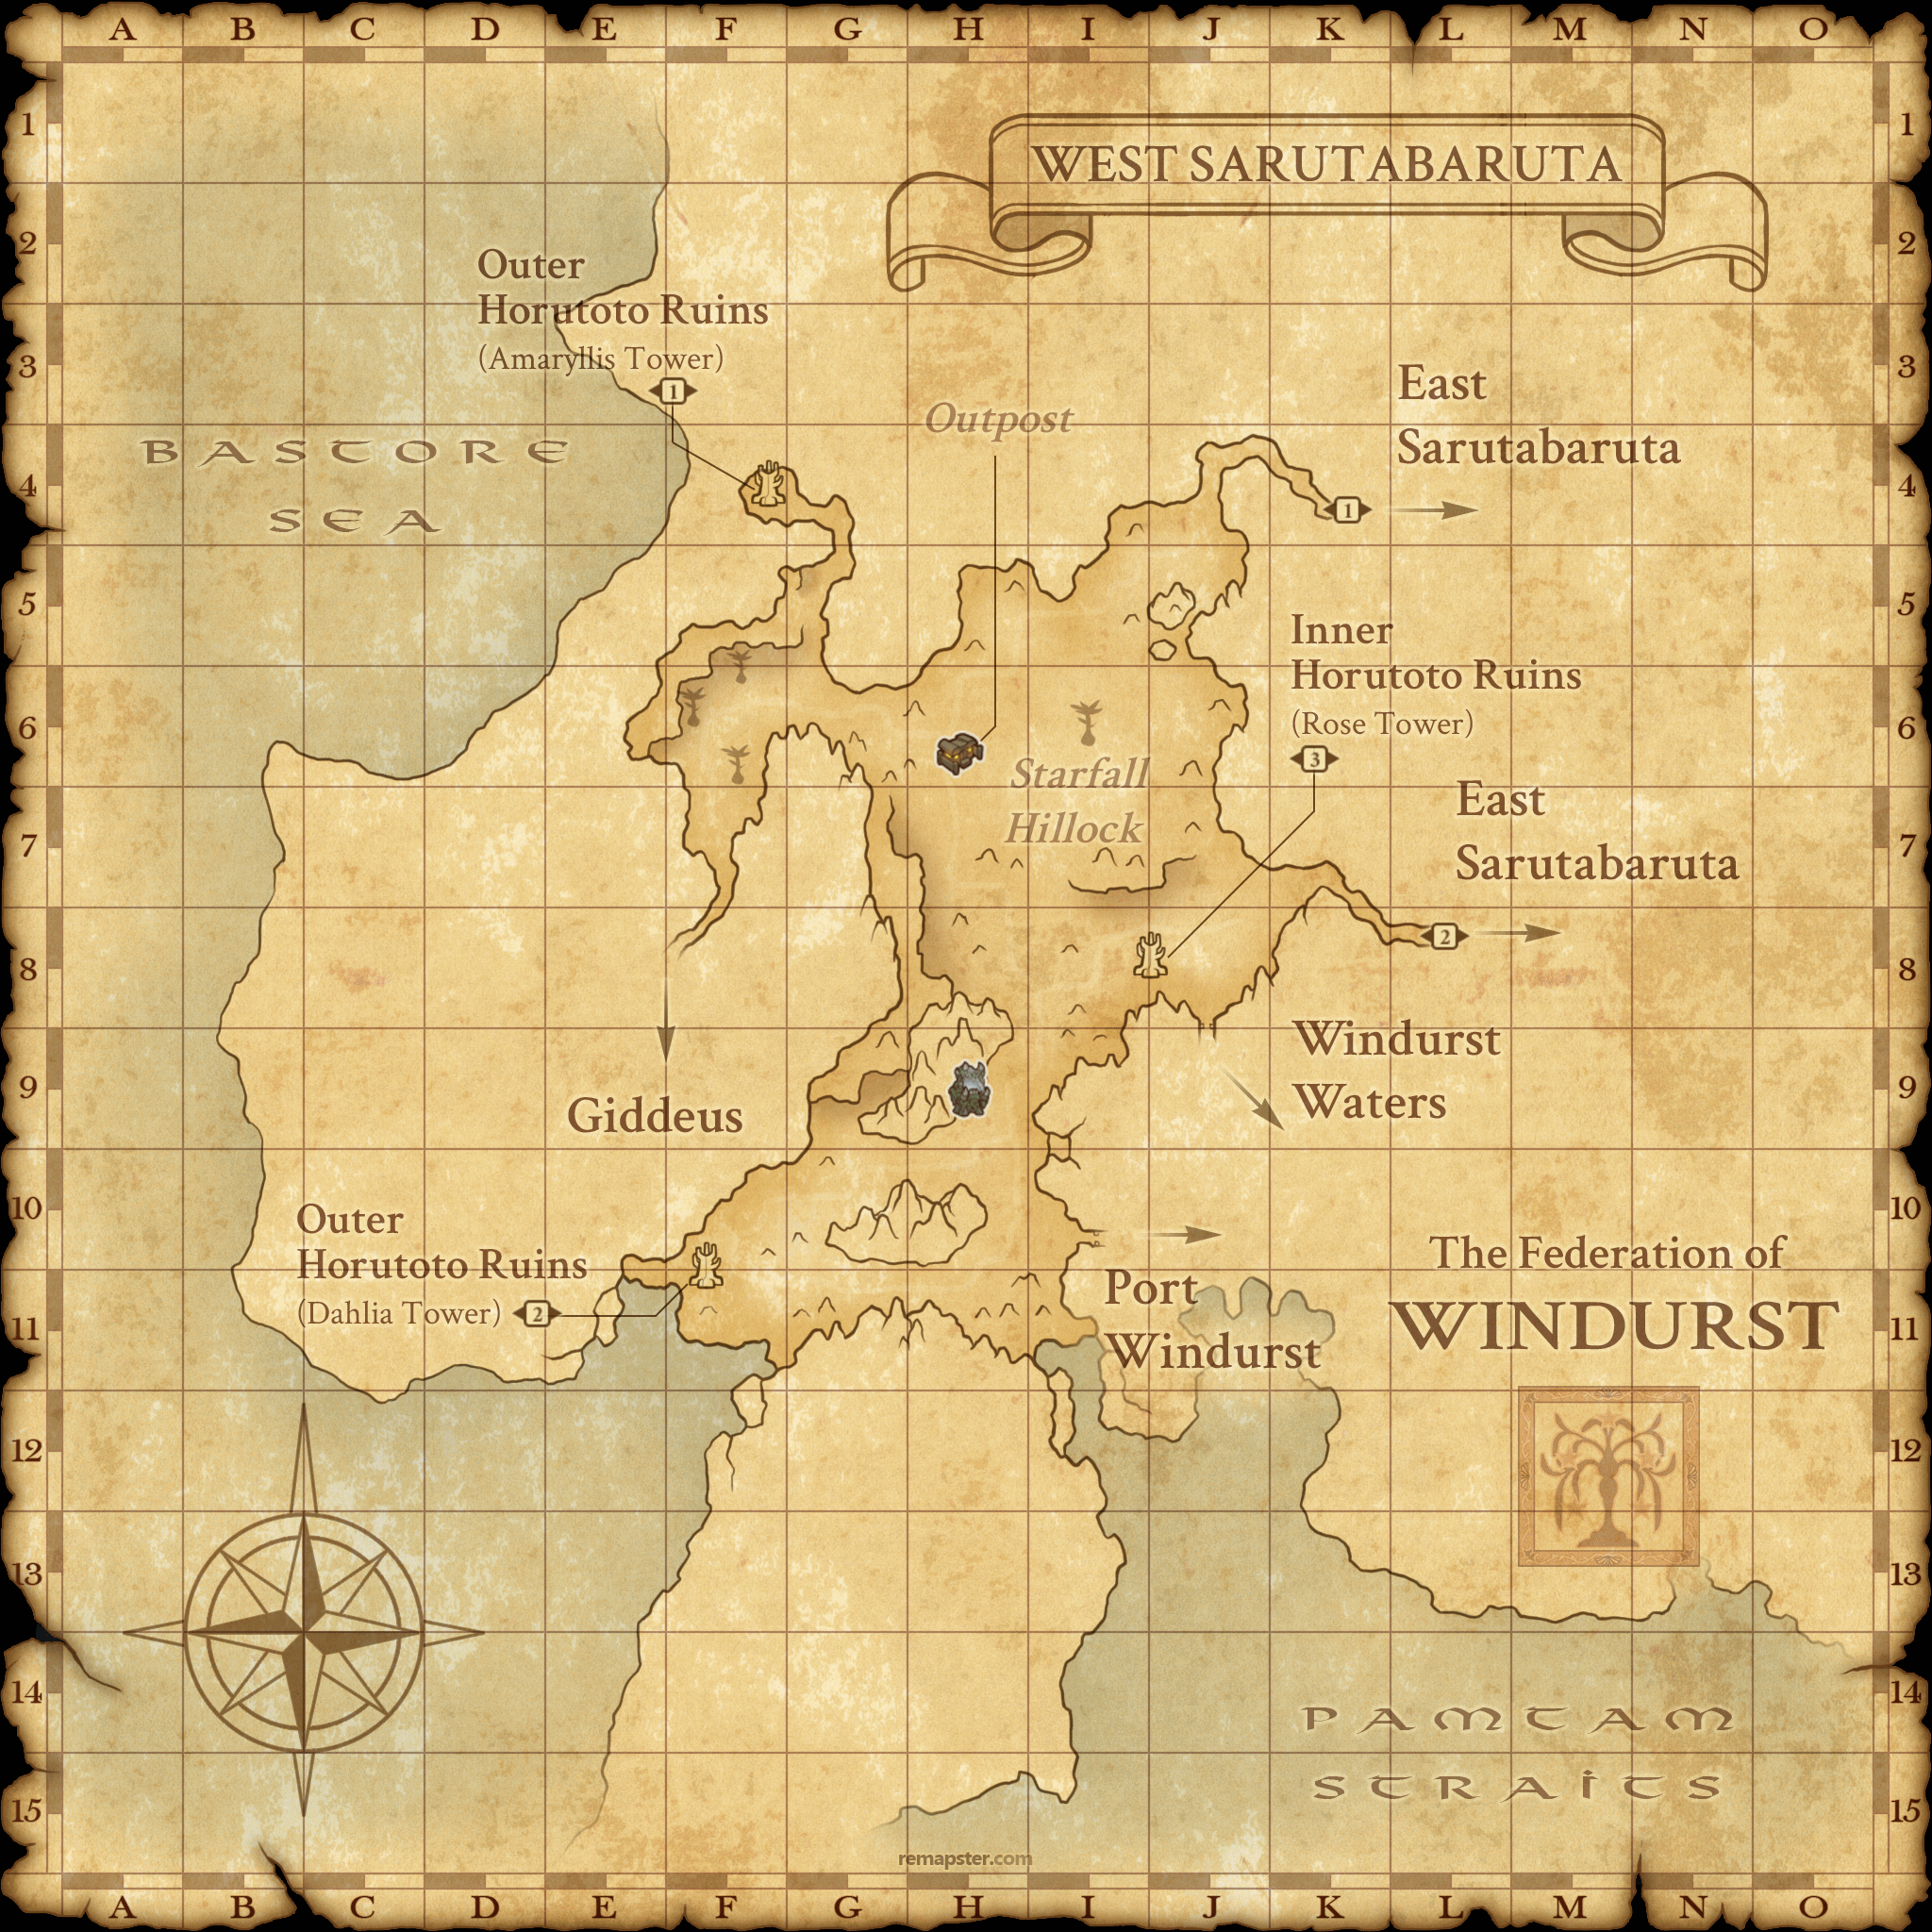 A B C D E F G H I J K L M N O
1 1
WEST SARUTABARUTA
2 2
Outer
Horutoto Ruins
(Amaryllis Tower)
1
3 3
East
Sarutabaruta
1
Outpost
BASTORE
SEA
4 4
5 5
Inner
Horutoto Ruins
(Rose Tower)
3
6 6
Starfall
Hillock
East
Sarutabaruta
2
7 7
8 8
Windurst
Waters
9 9
Giddeus
10 10
Outer
Horutoto Ruins
(Dahlia Tower) 2
The Federation of
WINDURST
Port
Windurst
11 11
12 12
13 13
14 14
PAMTAM
STRAITS
15 15
remapster.com
A B C D E F G H I J K L M N O